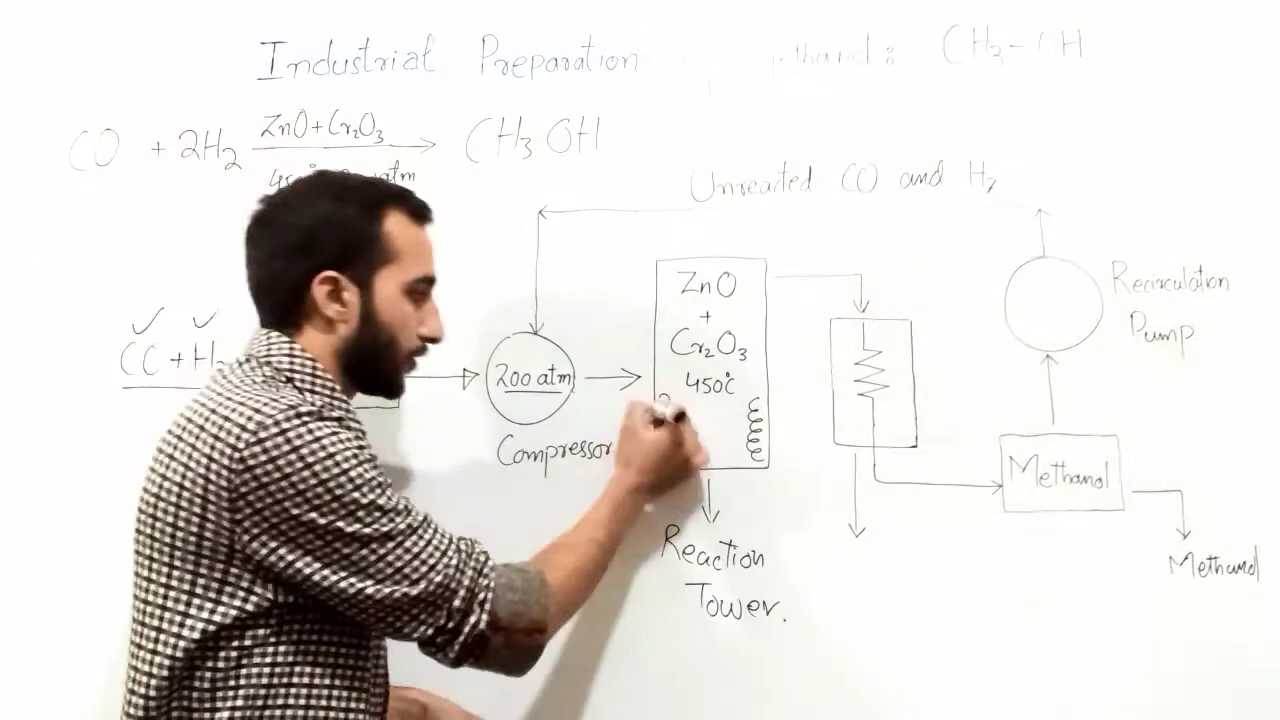 Industrial Preparation : CH3-OH
CO + 2H2 ZnO+Cr2O3 CH3OH
atm
Unreacted CO and H2
Recirculation
Pump.
ZnO
+
Cr2O3
450°C
200 atm
Compressor
Methanol
Reaction
Tower.
Methanol